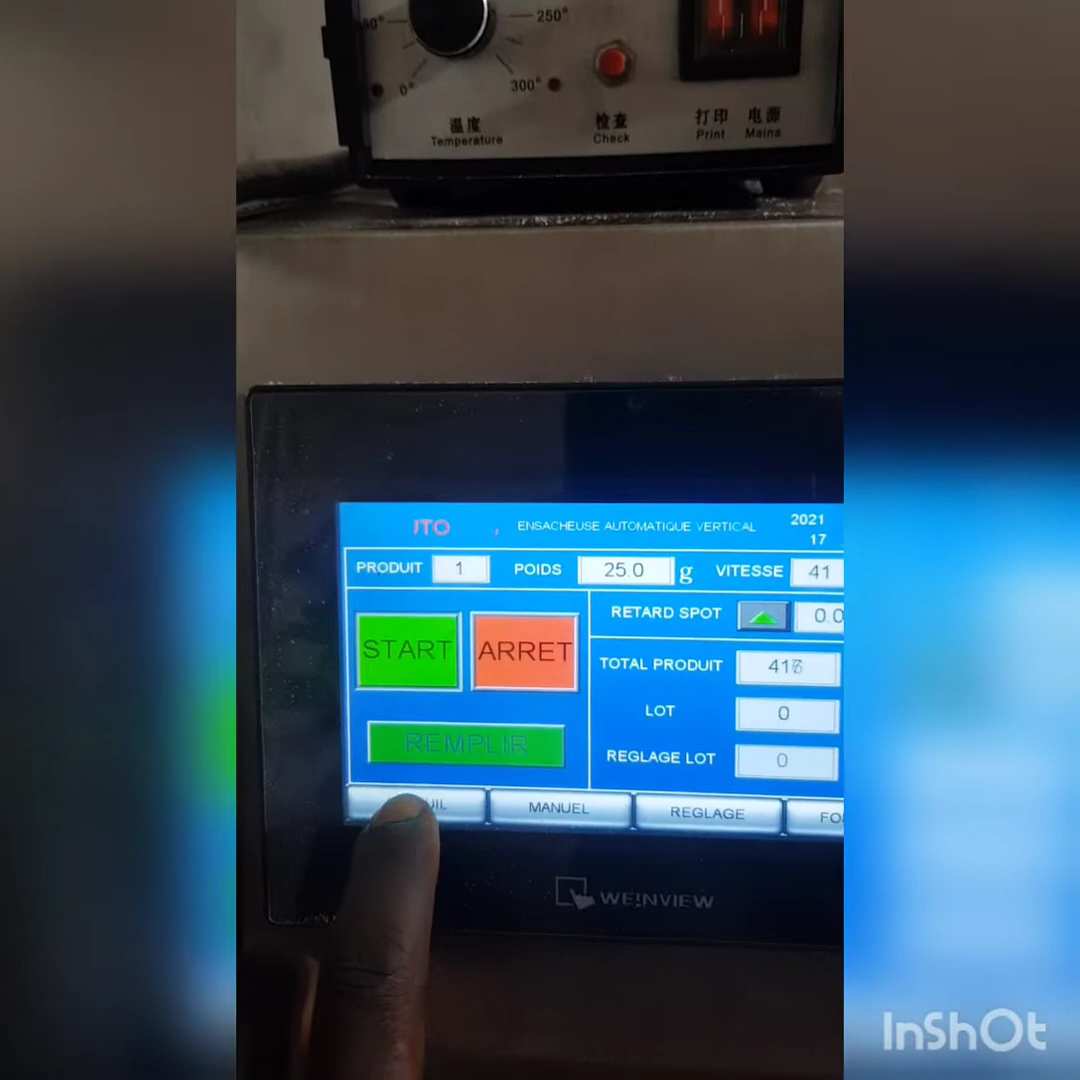 250°
0°
300°
温度
Temperature
检查
Check
打印 电源
Print Mains
ENSACHEUSE AUTOMATIQUE VERTICAL
2021
17
PRODUIT 1 POIDS 25.0 g VITESSE 41
START ARRET
RETARD SPOT 0.0
TOTAL PRODUIT
LOT 0
REMPLIR
REGLAGE LOT 0
MANUEL REGLAGE
WEINVIEW
InShOt